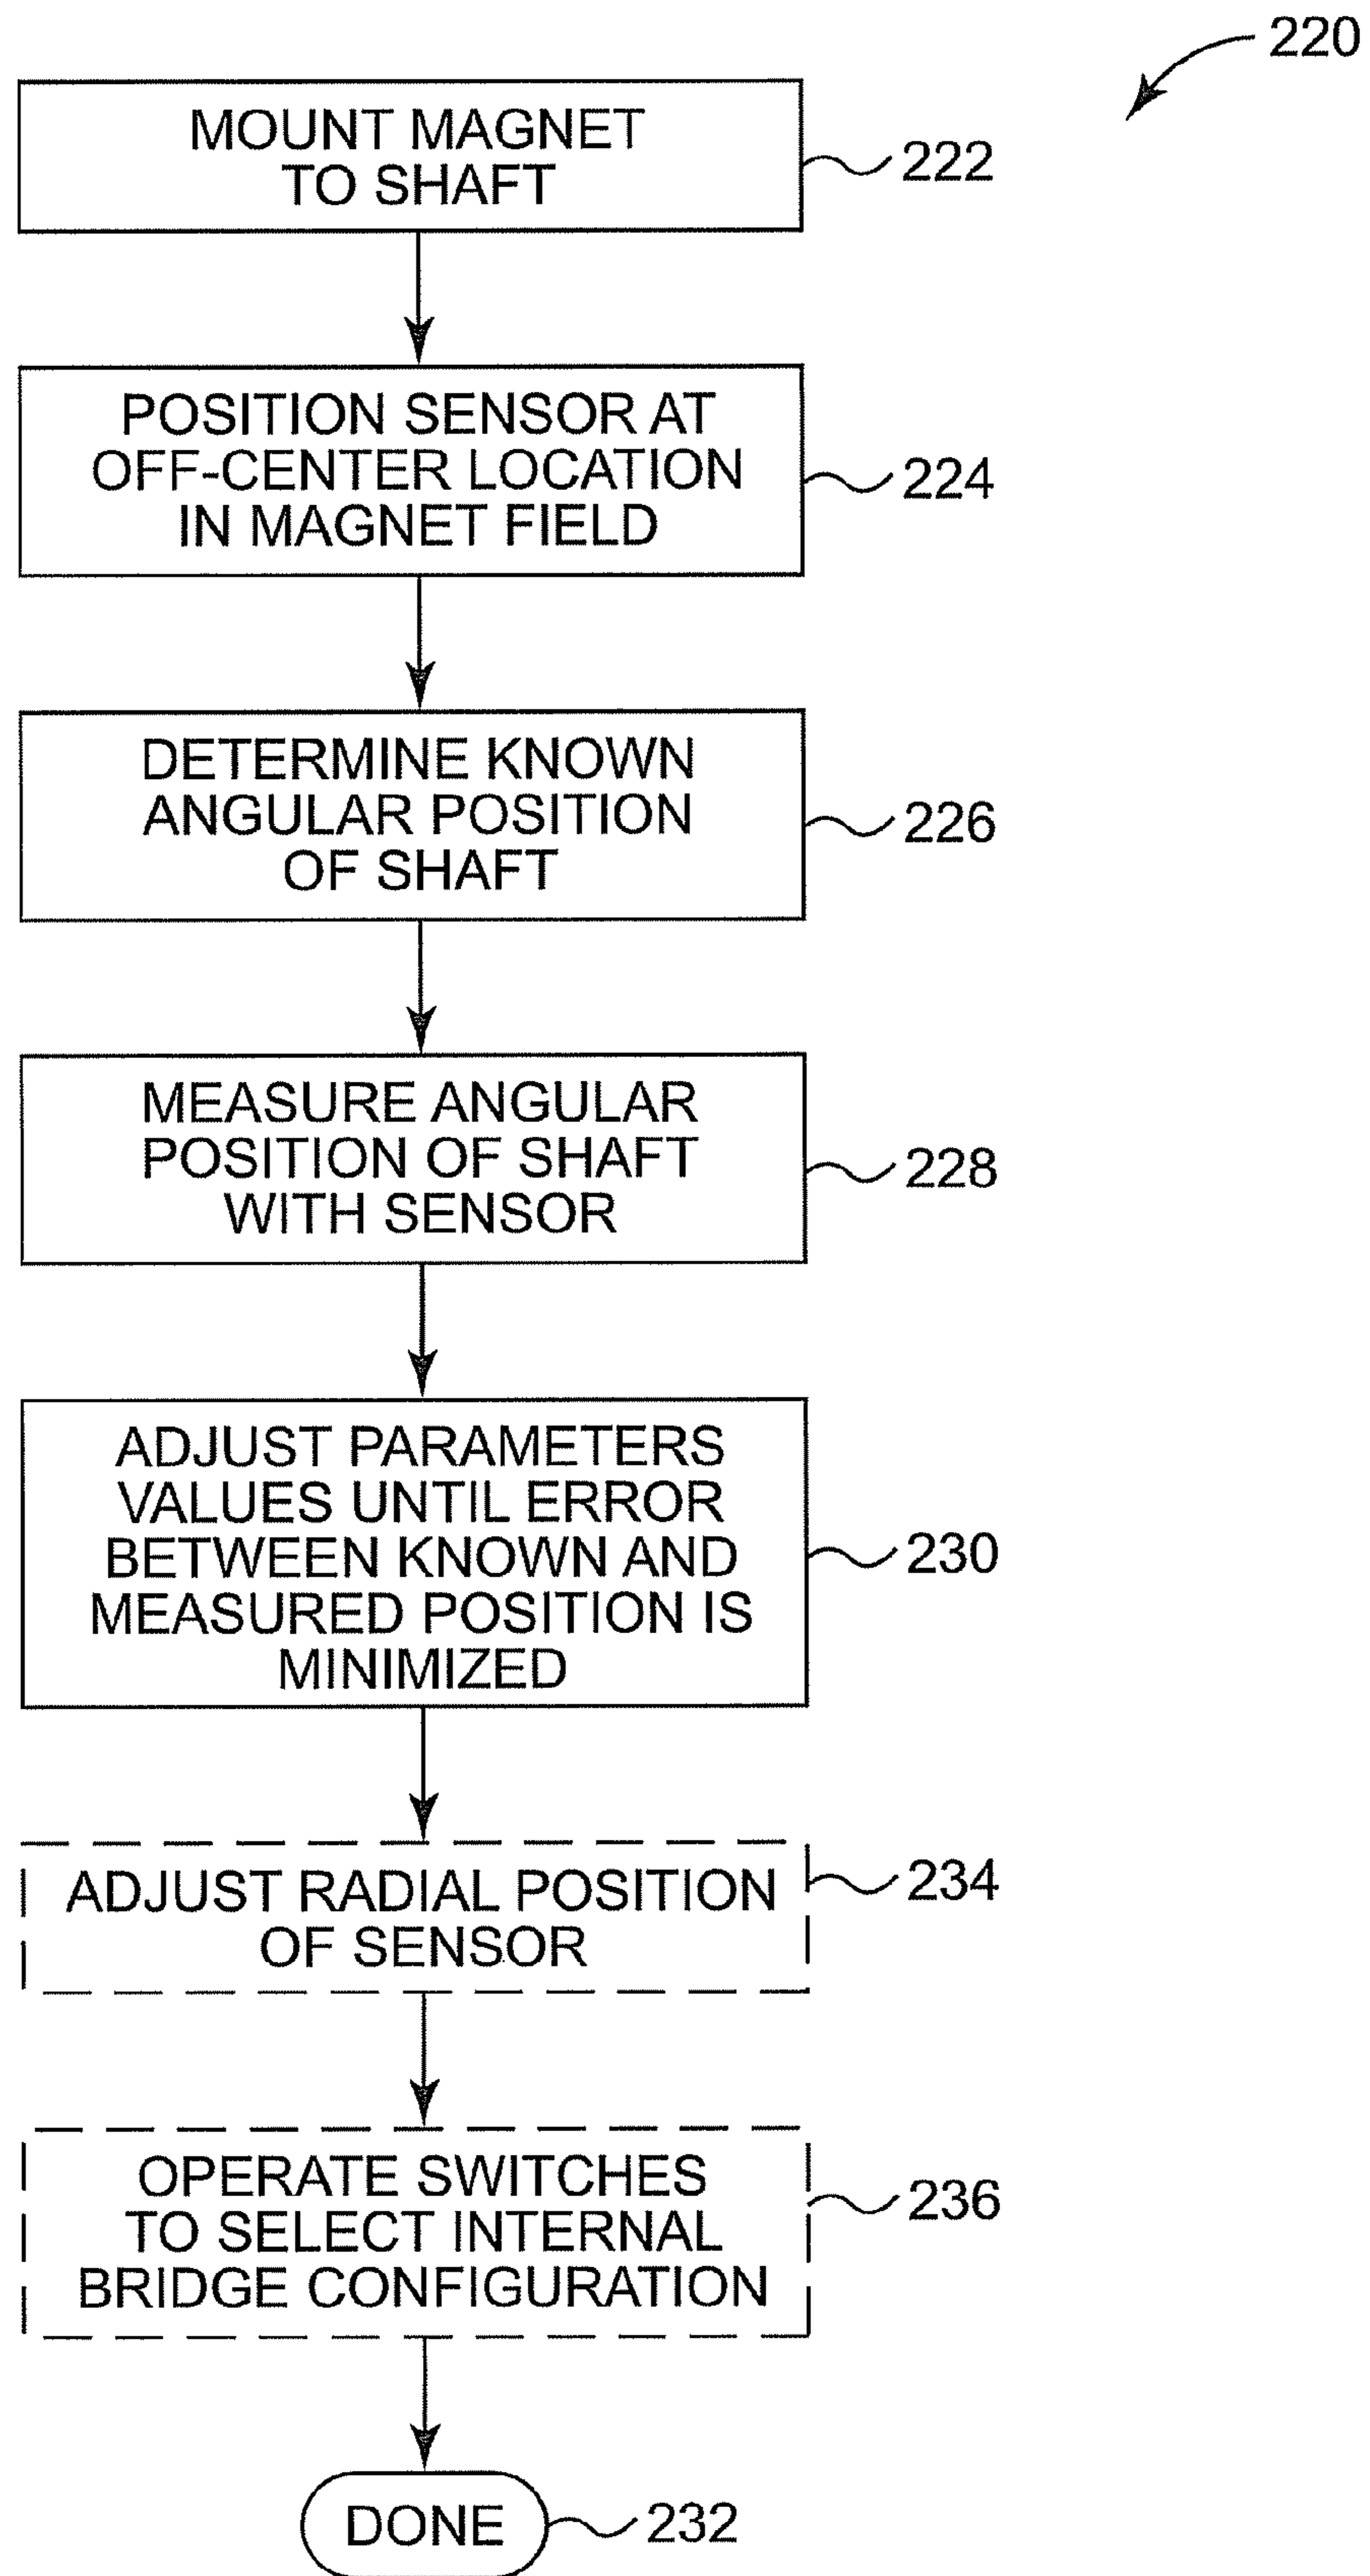 220
MOUNT MAGNET
TO SHAFT
222
POSITION SENSOR AT
OFF-CENTER LOCATION
IN MAGNET FIELD
224
DETERMINE KNOWN
ANGULAR POSITION
OF SHAFT
226
MEASURE ANGULAR
POSITION OF SHAFT
WITH SENSOR
228
ADJUST PARAMETERS
VALUES UNTIL ERROR
BETWEEN KNOWN AND
MEASURED POSITION IS
MINIMIZED
230
ADJUST RADIAL POSITION
OF SENSOR
234
OPERATE SWITCHES
TO SELECT INTERNAL
BRIDGE CONFIGURATION
236
DONE
232